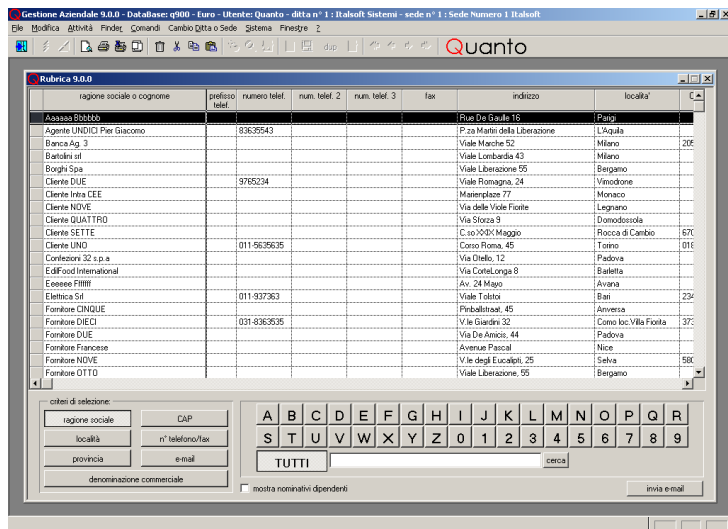 Gestione Aziendale 9.0.0 - DataBase: q900 - Euro - Utente: Quanto - ditta n° 1 : Italsoft Sistemi - sede n° 1 : Sede Numero 1 Italsoft
File Modifica Attività Finder Comandi Cambio Ditta o Sede Sistema Finestre ?
dup Quanto
Rubrica 9.0.0
ragione sociale o cognome prefisso telef. numero telef. num. telef. 2 num. telef. 3 fax indirizzo localita'
Aaaaaa Bbbbbb Rue De Gaulle 16 Parigi
Agente UNDICI Pier Giacomo 83635543 P.za Martiri della Liberazione L'Aquila
Banca Ag. 3 Viale Marche 52 Milano 205
Bartolini srl Viale Lombardia 43 Milano
Borghi Spa Viale Liberazione 55 Bergamo
Cliente DUE 9765234 Viale Romagna, 24 Vimodrone
Cliente Intra CEE Marienplaze 77 Monaco
Cliente NOVE Via delle Viole Fiorite Legnano
Cliente QUATTRO Via Sforza 9 Domodossola
Cliente SETTE C.so XXIX Maggio Rocca di Cambio 670
Cliente UNO 011-5635635 Corso Roma, 45 Torino 018
Confezioni 32 s.p.a Via Otello, 12 Padova
EdilFood International Via CorteLonga 8 Barletta
Eeeeee Ffffff Av. 24 Mayo Avana
Elettrica Srl 011-937363 Viale Tolstoi Bari 234
Fornitore CINQUE Pinballstraat, 45 Anversa
Fornitore DIECI 031-8363535 V.le Giardini 32 Como loc.Villa Fiorita 373
Fornitore DUE Via De Amicis, 44 Padova
Fornitore Francese Avenue Pascal Nice
Fornitore NOVE V.le degli Eucalipti, 25 Selva 580
Fornitore OTTO Viale Liberazione, 55 Bergamo
criteri di selezione:
ragione sociale CAP
località n° telefono/fax
provincia e-mail
denominazione commerciale
A B C D E F G H I J K L M N O P Q R
S T U V W X Y Z 0 1 2 3 4 5 6 7 8 9
TUTTI cerca
mostra nominativi dipendenti invia e-mail